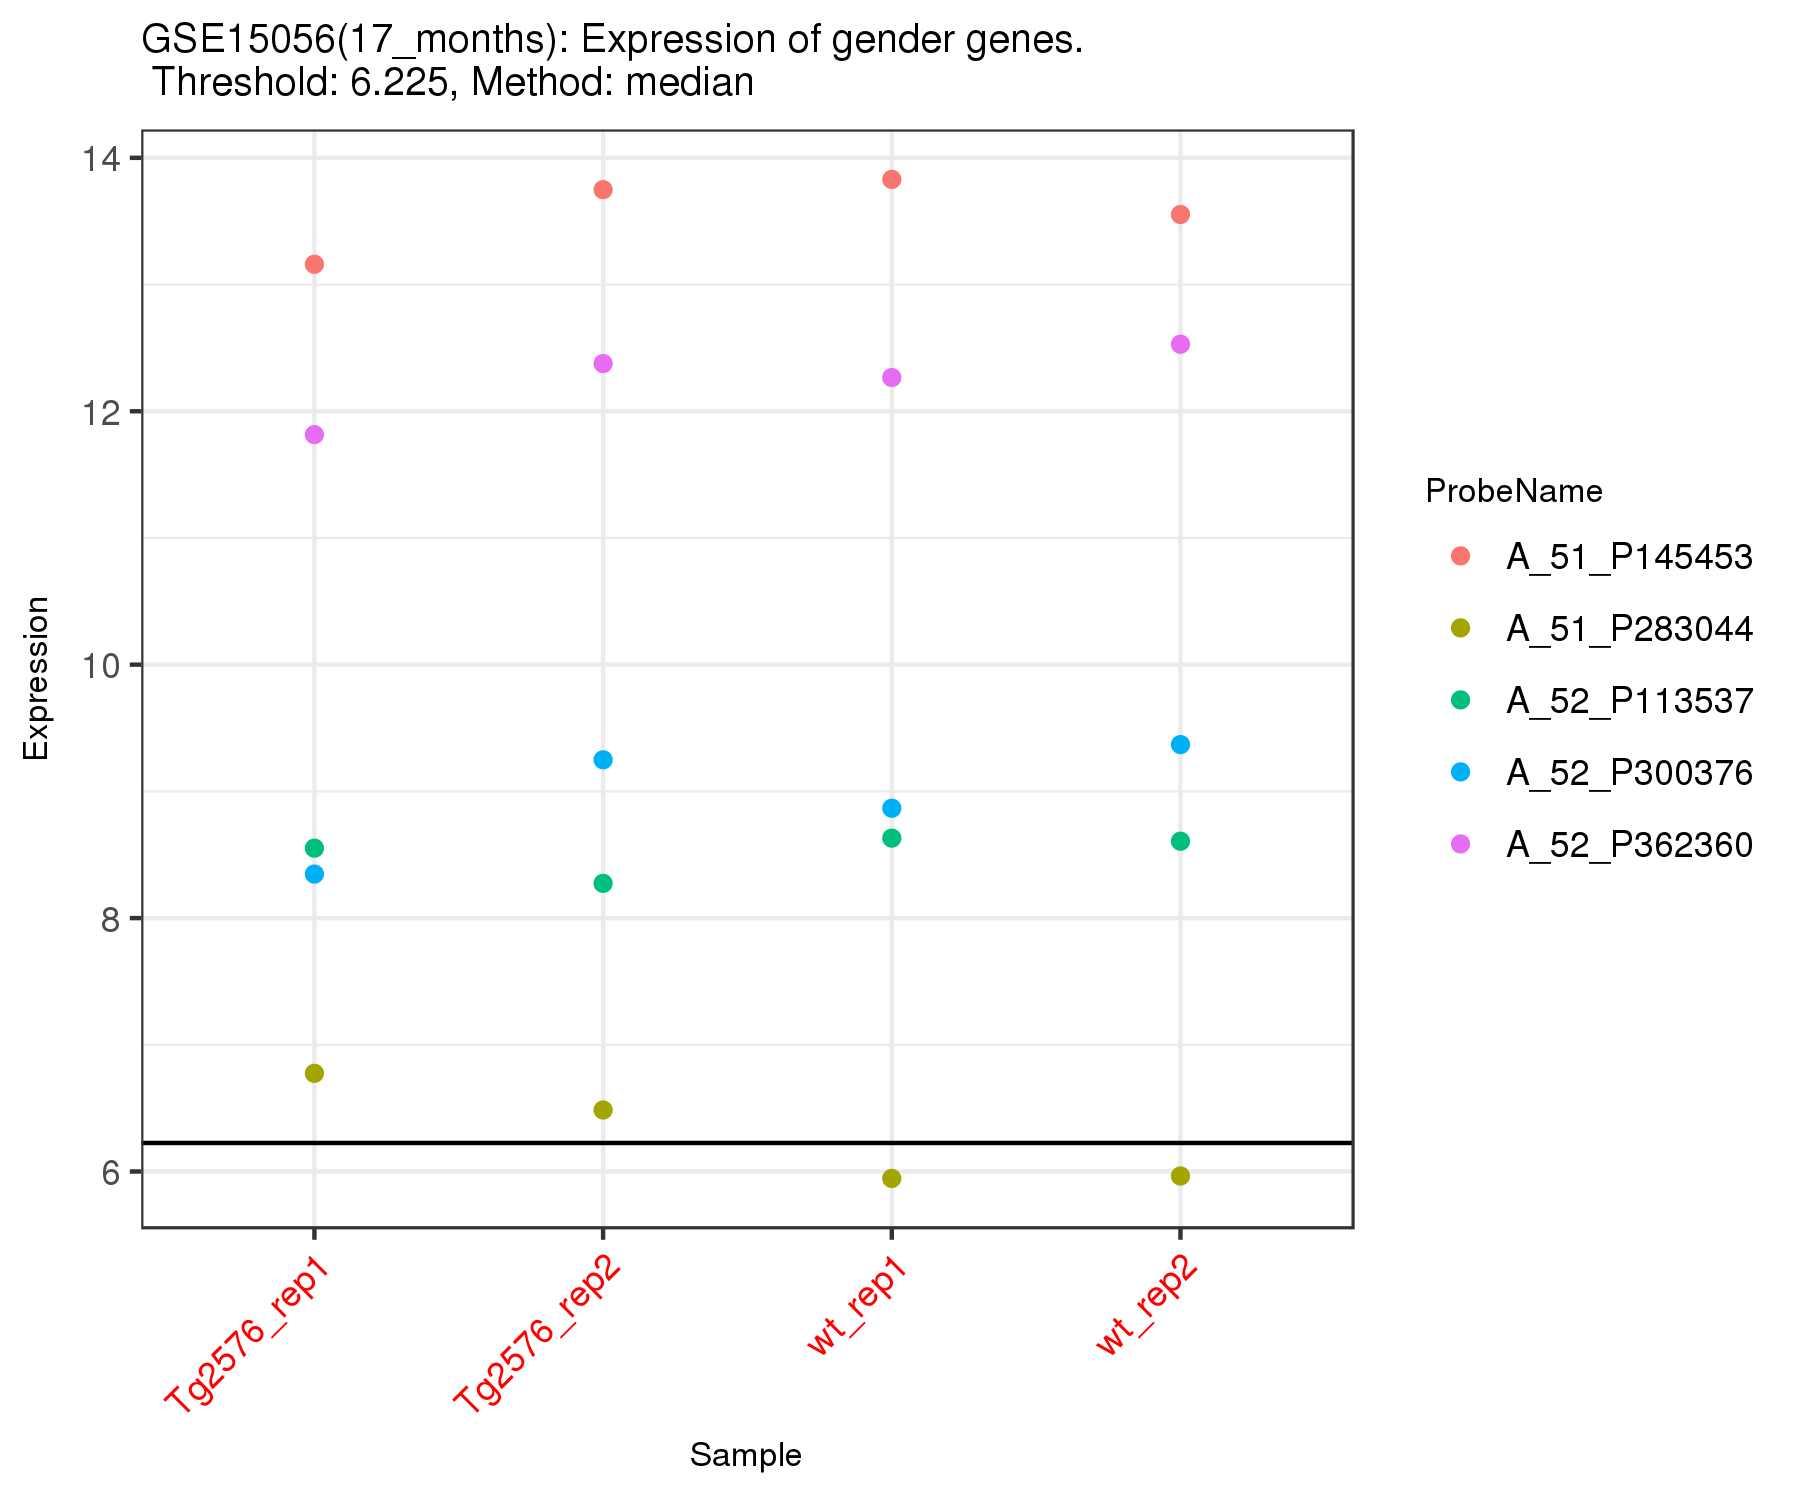 GSE15056(17_months): Expression of gender genes.
Threshold: 6.225, Method: median
14
12
10
8
6
Expression
Tg2576_rep1
Tg2576_rep2
wt_rep1
wt_rep2
Sample
ProbeName
A_51_P145453
A_51_P283044
A_52_P113537
A_52_P300376
A_52_P362360